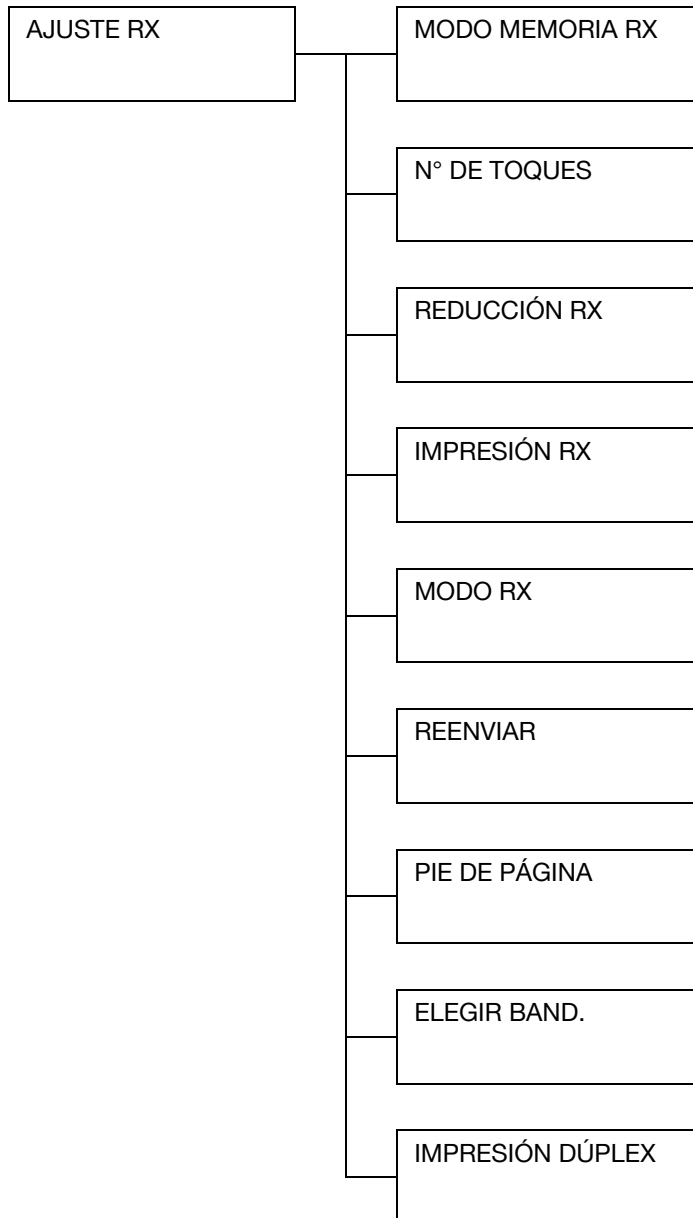 AJUSTE RX
MODO MEMORIA RX
N° DE TOQUES
REDUCCIÓN RX
IMPRESIÓN RX
MODO RX
REENVIAR
PIE DE PÁGINA
ELEGIR BAND.
IMPRESIÓN DÚPLEX